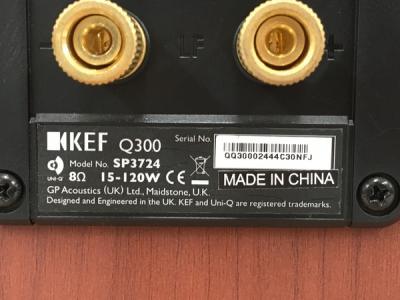 - LF +
KEF Q300 Serial No.
QQ30002444C30NFJ
Model No. SP3724
UNI-Q 8Ω 15-120W CE
MADE IN CHINA
GP Acoustics (UK) Ltd., Maidstone, U.K.
Designed and Engineered in the UK. KEF and Uni-Q are registered trademarks.